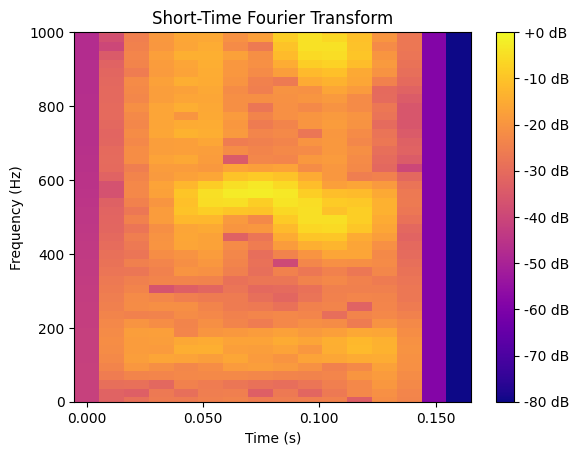 Short-Time Fourier Transform
Frequency (Hz)
1000
800
600
400
200
0
0.000
0.050
0.100
0.150
Time (s)
+0 dB
-10 dB
-20 dB
-30 dB
-40 dB
-50 dB
-60 dB
-70 dB
-80 dB